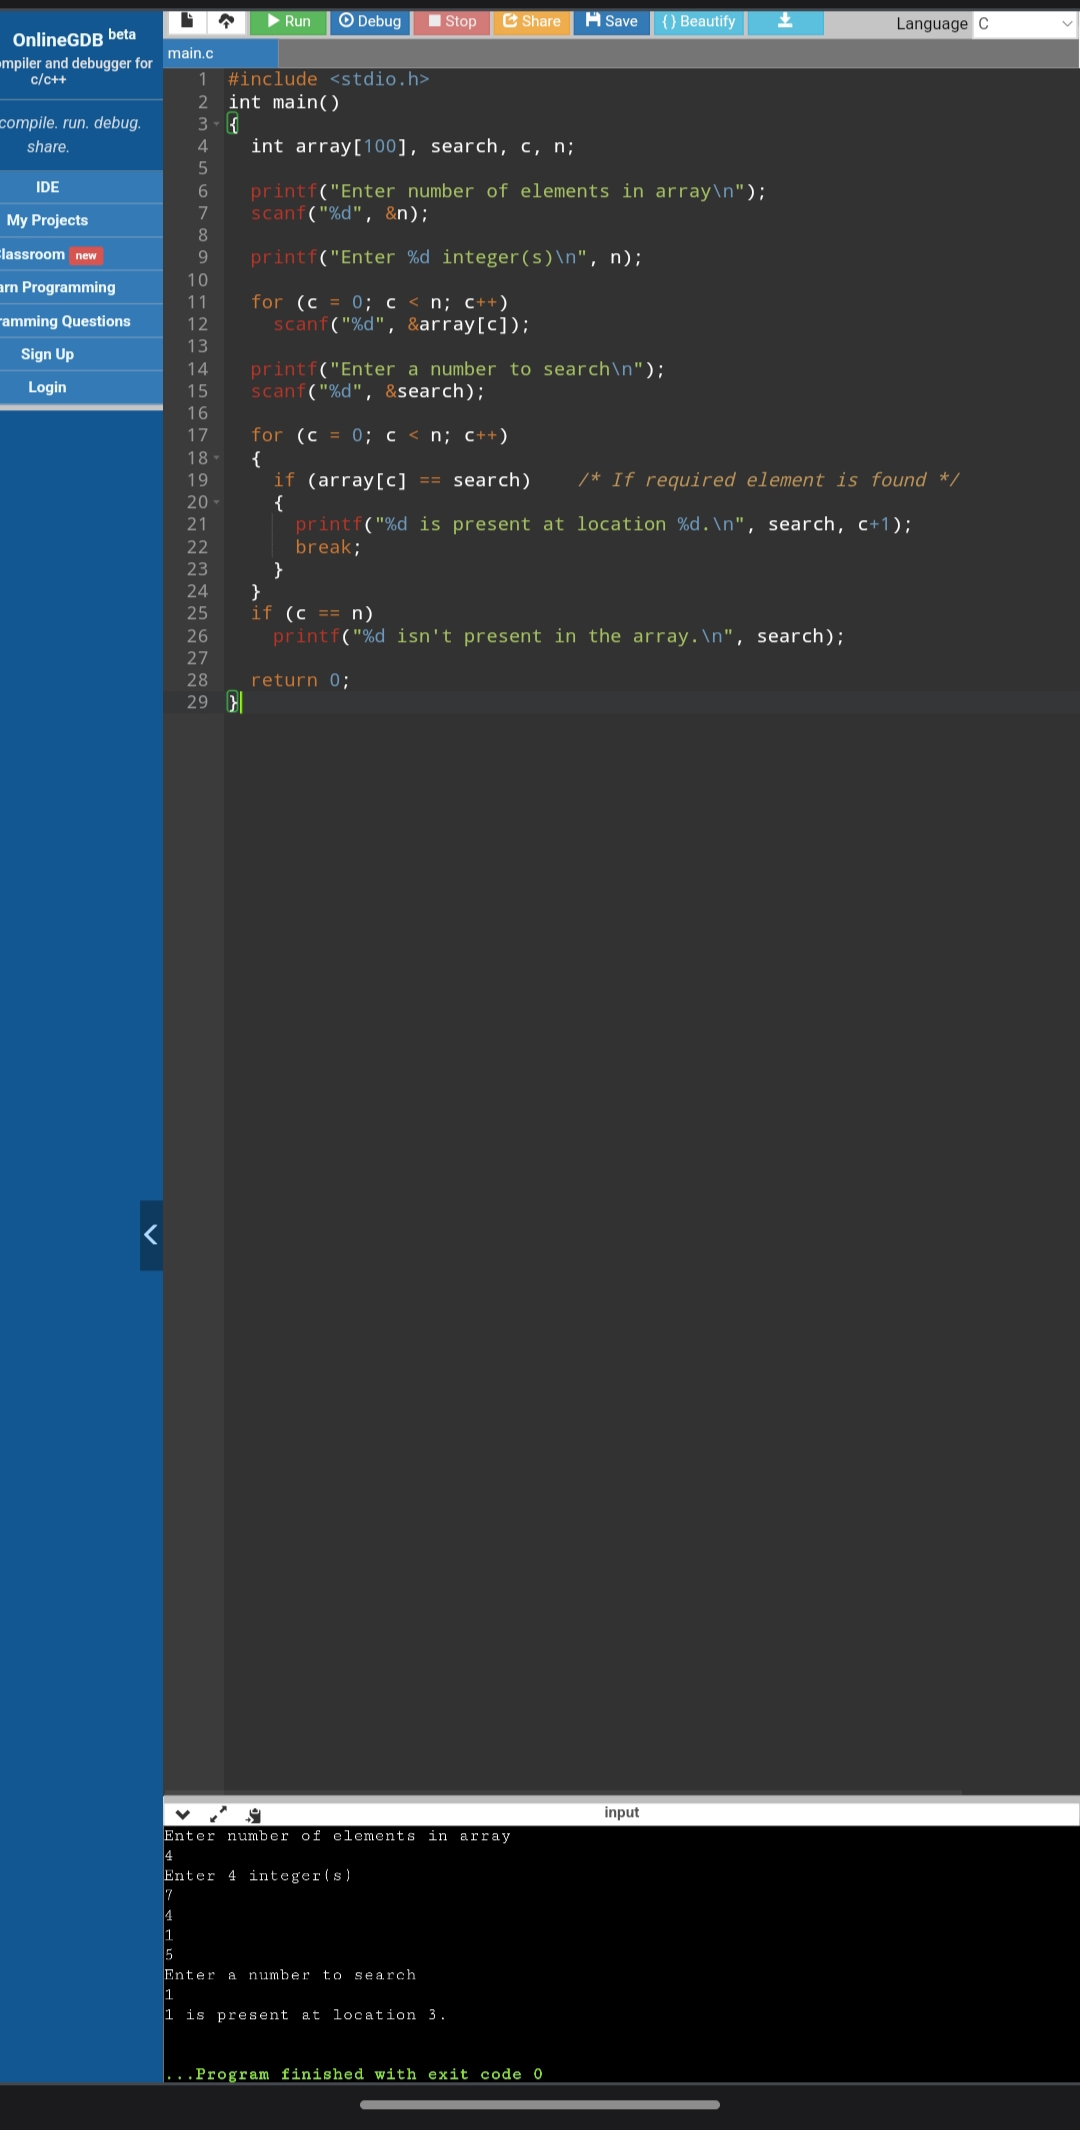 OnlineGDB beta
mpiler and debugger for
c/c++
compile. run. debug.
share.
IDE
My Projects
lassroom new
arn Programming
ramming Questions
Sign Up
Login
Run Debug Stop Share Save {} Beautify Language C
main.c
1 #include <stdio.h>
2 int main()
3 {
4 int array[100], search, c, n;
5
6 printf("Enter number of elements in array\n");
7 scanf("%d", &n);
8
9 printf("Enter %d integer(s)\n", n);
10
11 for (c = 0; c < n; c++)
12 scanf("%d", &array[c]);
13
14 printf("Enter a number to search\n");
15 scanf("%d", &search);
16
17 for (c = 0; c < n; c++)
18 {
19 if (array[c] == search) /* If required element is found */
20 {
21 printf("%d is present at location %d.\n", search, c+1);
22 break;
23 }
24 }
25 if (c == n)
26 printf("%d isn't present in the array.\n", search);
27
28 return 0;
29 }
input
Enter number of elements in array
4
Enter 4 integer(s)
7
4
1
5
Enter a number to search
1
1 is present at location 3.
...Program finished with exit code 0